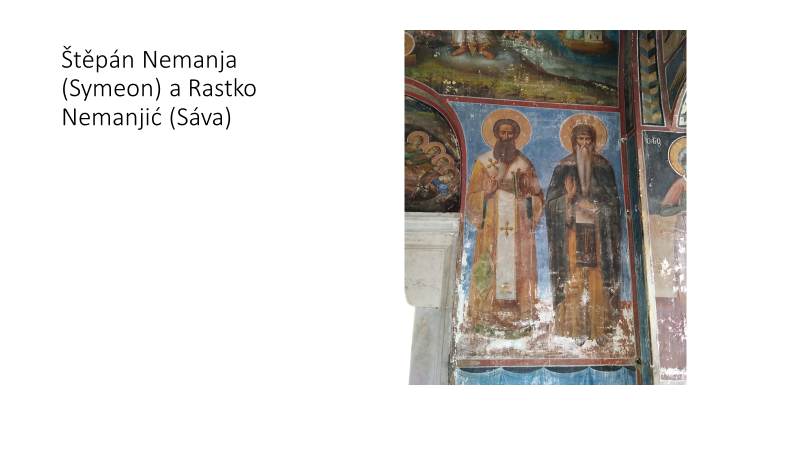 Štěpán Nemanja
(Symeon) a Rastko
Nemanjić (Sáva)